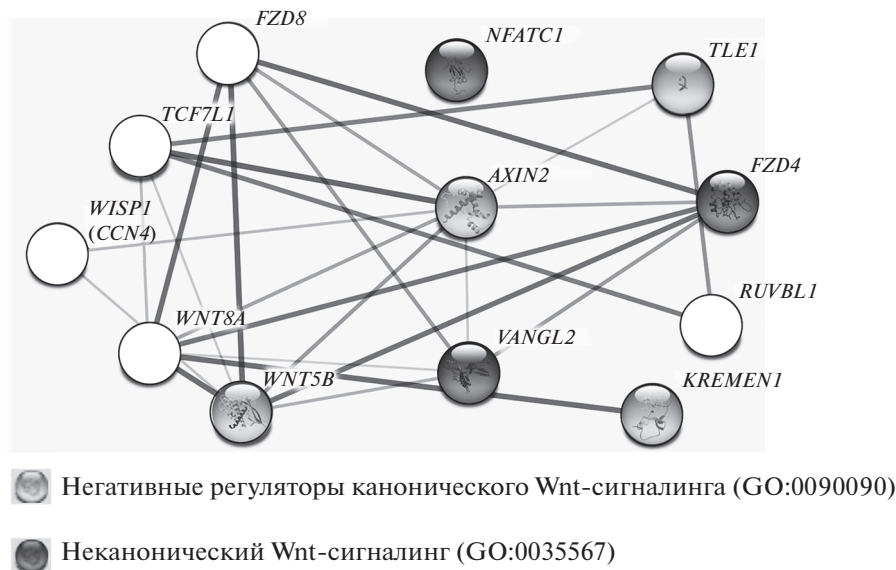 FZD8
NFATC1
TLE1
TCF7L1
AXIN2
FZD4
WISP1
(CCN4)
RUVBL1
WNT8A
VANGL2
WNT5B
KREMEN1
Негативные регуляторы канонического Wnt-сигналинга (GO:0090090)
Неканонический Wnt-сигналинг (GO:0035567)